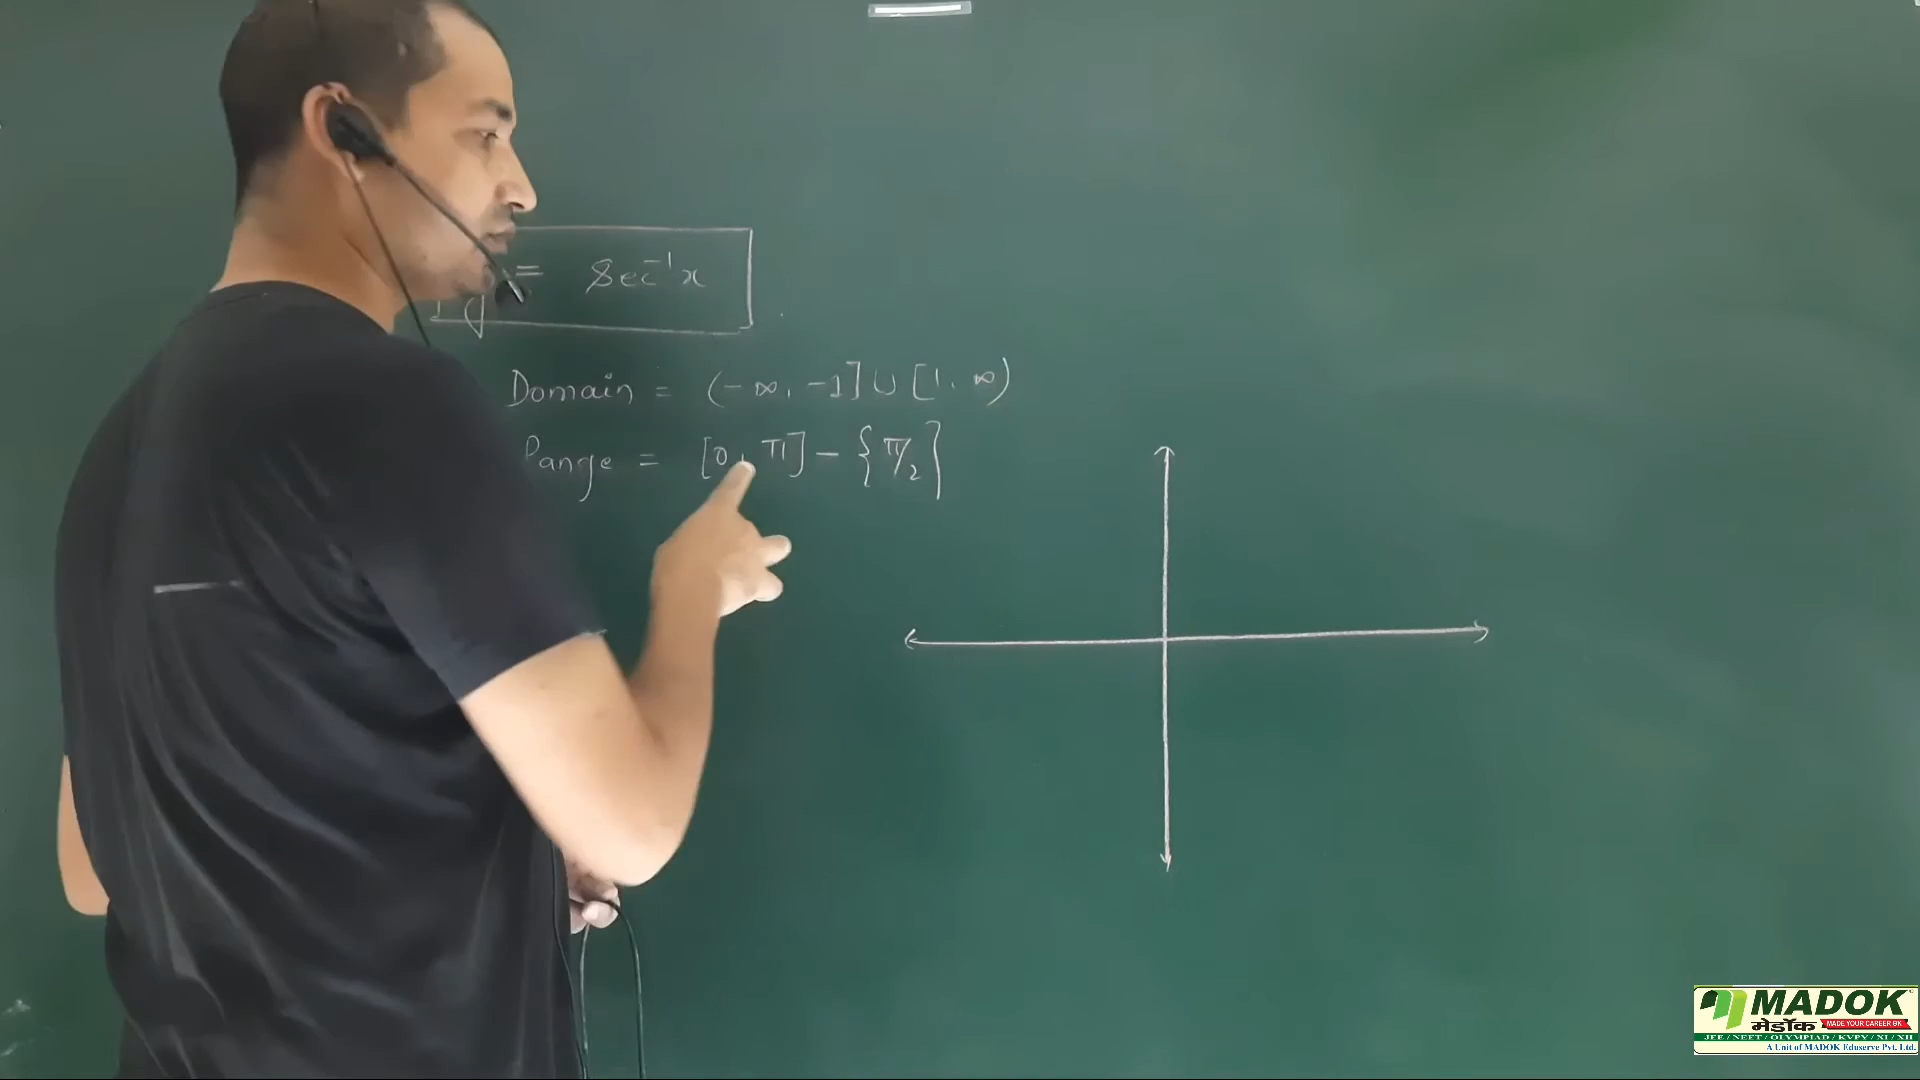 y = Sec⁻¹x
Domain = (-∞, -1] ∪ [1, ∞)
Range = [0, π] - {π/2}
MADOK
मेडॉक MADE YOUR CAREER BK
JEE / NEET / OLYMPIAD / KVPY / XI / XII
A Unit of MADOK Eduserve Pvt. Ltd.